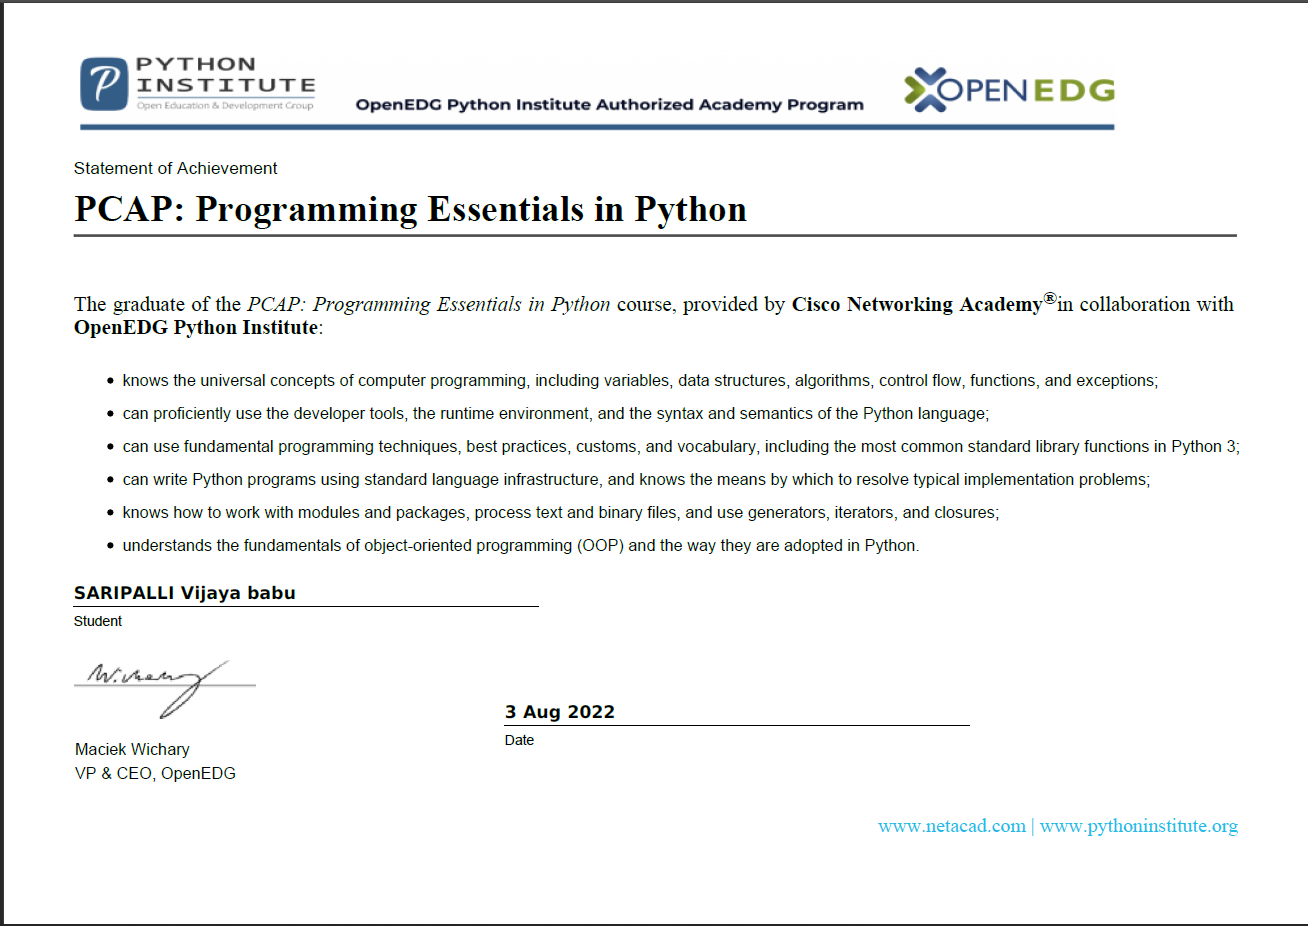 PYTHON
INSTITUTE
Open Education & Development Group
OpenEDG Python Institute Authorized Academy Program
OPENEDG
Statement of Achievement
PCAP: Programming Essentials in Python
The graduate of the PCAP: Programming Essentials in Python course, provided by Cisco Networking Academy®in collaboration with
OpenEDG Python Institute:
• knows the universal concepts of computer programming, including variables, data structures, algorithms, control flow, functions, and exceptions;
• can proficiently use the developer tools, the runtime environment, and the syntax and semantics of the Python language;
• can use fundamental programming techniques, best practices, customs, and vocabulary, including the most common standard library functions in Python 3;
• can write Python programs using standard language infrastructure, and knows the means by which to resolve typical implementation problems;
• knows how to work with modules and packages, process text and binary files, and use generators, iterators, and closures;
• understands the fundamentals of object-oriented programming (OOP) and the way they are adopted in Python.
SARIPALLI Vijaya babu
Student
W.Wichary
3 Aug 2022
Date
Maciek Wichary
VP & CEO, OpenEDG
www.netacad.com | www.pythoninstitute.org